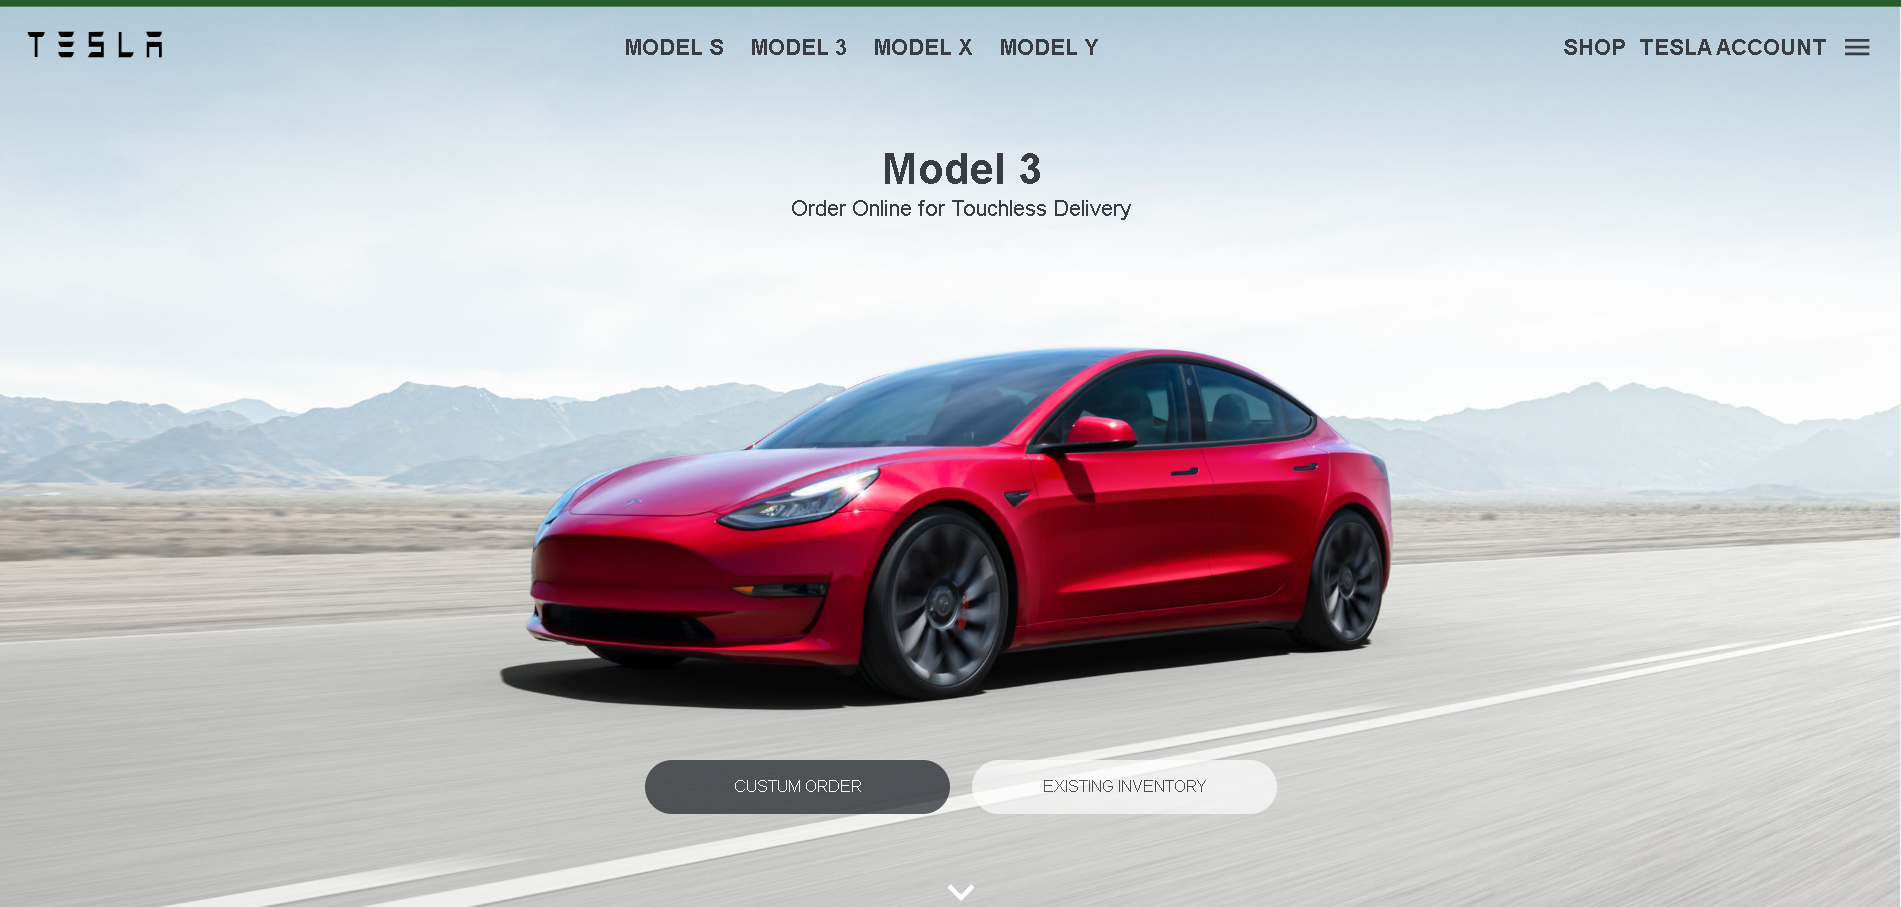 TESLA
MODEL S MODEL 3 MODEL X MODEL Y
SHOP TESLA ACCOUNT
Model 3
Order Online for Touchless Delivery
CUSTUM ORDER
EXISTING INVENTORY